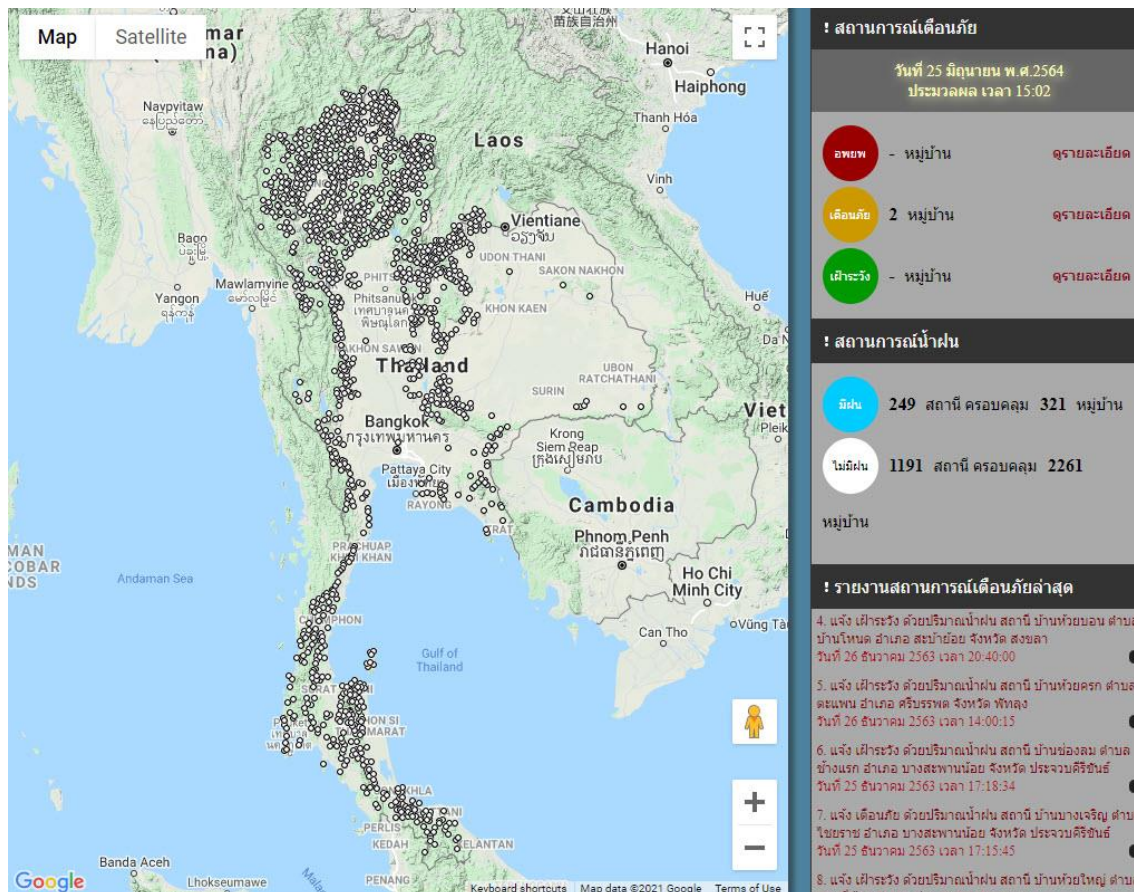 Map
Satellite
Hanoi
Haiphong
Naypyitaw
နေပြည်တော်
Laos
Thanh Hóa
Vinh
Vientiane
ວຽງຈັນ
UDON THANI
SAKON NAKHON
Bago
ပဲခူးမြို့
Yangon
ရန်ကုန်
Mawlamyine
Phitsanulok
KHON KAEN
Huế
Thailand
UBON
RATCHATHANI
SURIN
Bangkok
กรุงเทพมหานคร
Krong
Siem Reap
ក្រុងសៀមរាប
Pattaya City
RAYONG
Cambodia
Phnom Penh
រាជធានីភ្នំពេញ
PRACHUAP
KHIRI KHAN
Andaman Sea
Ho Chi
Minh City
Can Tho
Gulf of
Thailand
PERLIS
KEDAH
Banda Aceh
Lhokseumawe
PENANG
Google
Keyboard shortcuts
Map data ©2021 Google
Terms of Use
! สถานการณ์เตือนภัย
วันที่ 25 มิถุนายน พ.ศ.2564
ประมวลผล เวลา 15:02
อพยพ - หมู่บ้าน ดูรายละเอียด
เตือนภัย 2 หมู่บ้าน ดูรายละเอียด
เฝ้าระวัง - หมู่บ้าน ดูรายละเอียด
! สถานการณ์น้ำฝน
มีฝน 249 สถานี ครอบคลุม 321 หมู่บ้าน
ไม่มีฝน 1191 สถานี ครอบคลุม 2261
หมู่บ้าน
! รายงานสถานการณ์เตือนภัยล่าสุด
4. แจ้ง เฝ้าระวัง ด้วยปริมาณน้ำฝน สถานี บ้านห้วยบอน ตำบล
บ้านโหนด อำเภอ สะบ้าย้อย จังหวัด สงขลา
วันที่ 26 ธันวาคม 2563 เวลา 20:40:00
5. แจ้ง เฝ้าระวัง ด้วยปริมาณน้ำฝน สถานี บ้านห้วยครก ตำบล
ตะแพน อำเภอ ศรีบรรพต จังหวัด พัทลุง
วันที่ 26 ธันวาคม 2563 เวลา 14:00:15
6. แจ้ง เฝ้าระวัง ด้วยปริมาณน้ำฝน สถานี บ้านช่องลม ตำบล
ช้างแรก อำเภอ บางสะพานน้อย จังหวัด ประจวบคีรีขันธ์
วันที่ 25 ธันวาคม 2563 เวลา 17:18:34
7. แจ้ง เตือนภัย ด้วยปริมาณน้ำฝน สถานี บ้านบางเจริญ ตำบ
ไชยราช อำเภอ บางสะพานน้อย จังหวัด ประจวบคีรีขันธ์
วันที่ 25 ธันวาคม 2563 เวลา 17:15:45
8. แจ้ง เฝ้าระวัง ด้วยปริมาณน้ำฝน สถานี บ้านห้วยใหญ่ ตำบล